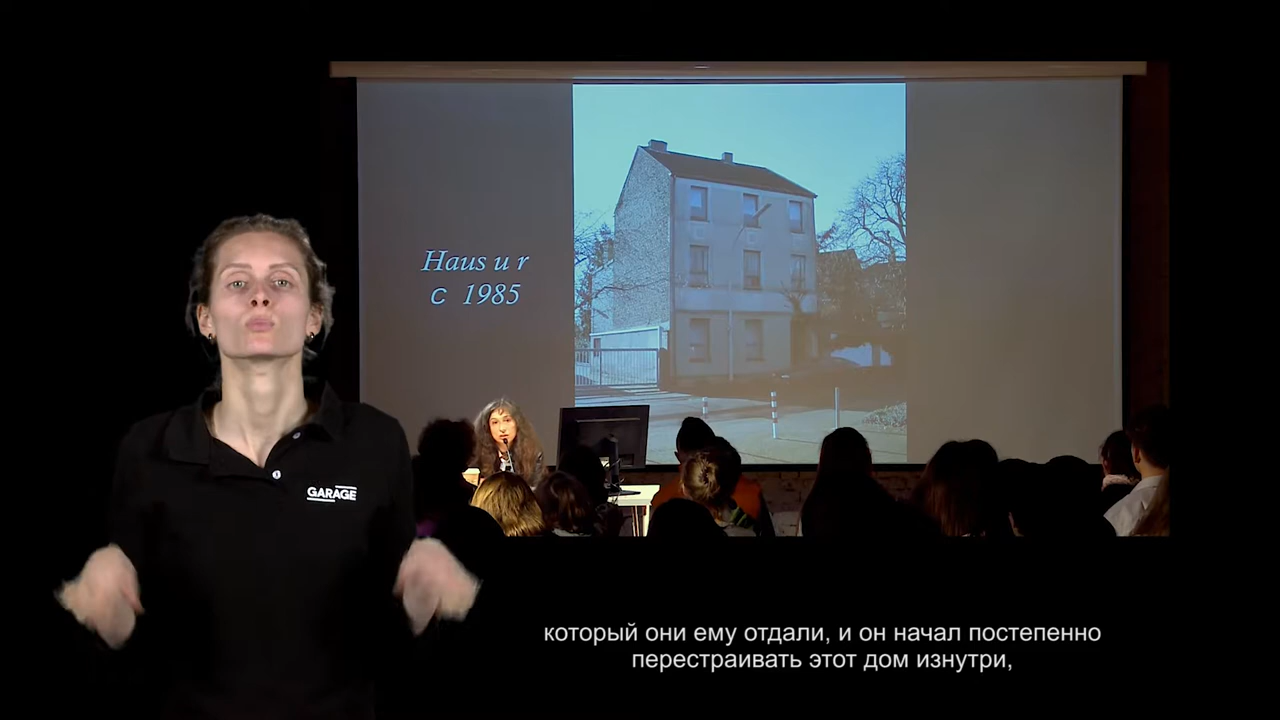 Haus u r
с 1985
GARAGE
который они ему отдали, и он начал постепенно
перестраивать этот дом изнутри,